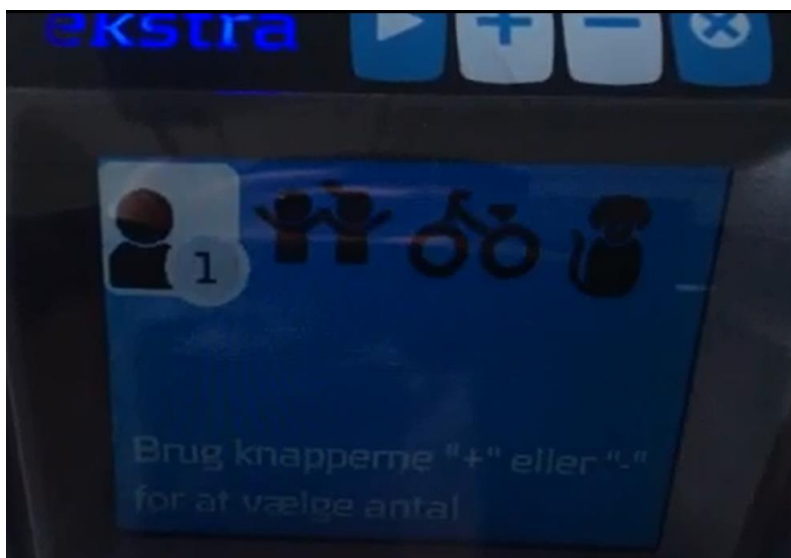 ekstra
1
Brug knapperne "+" eller "-"
for at vælge antal